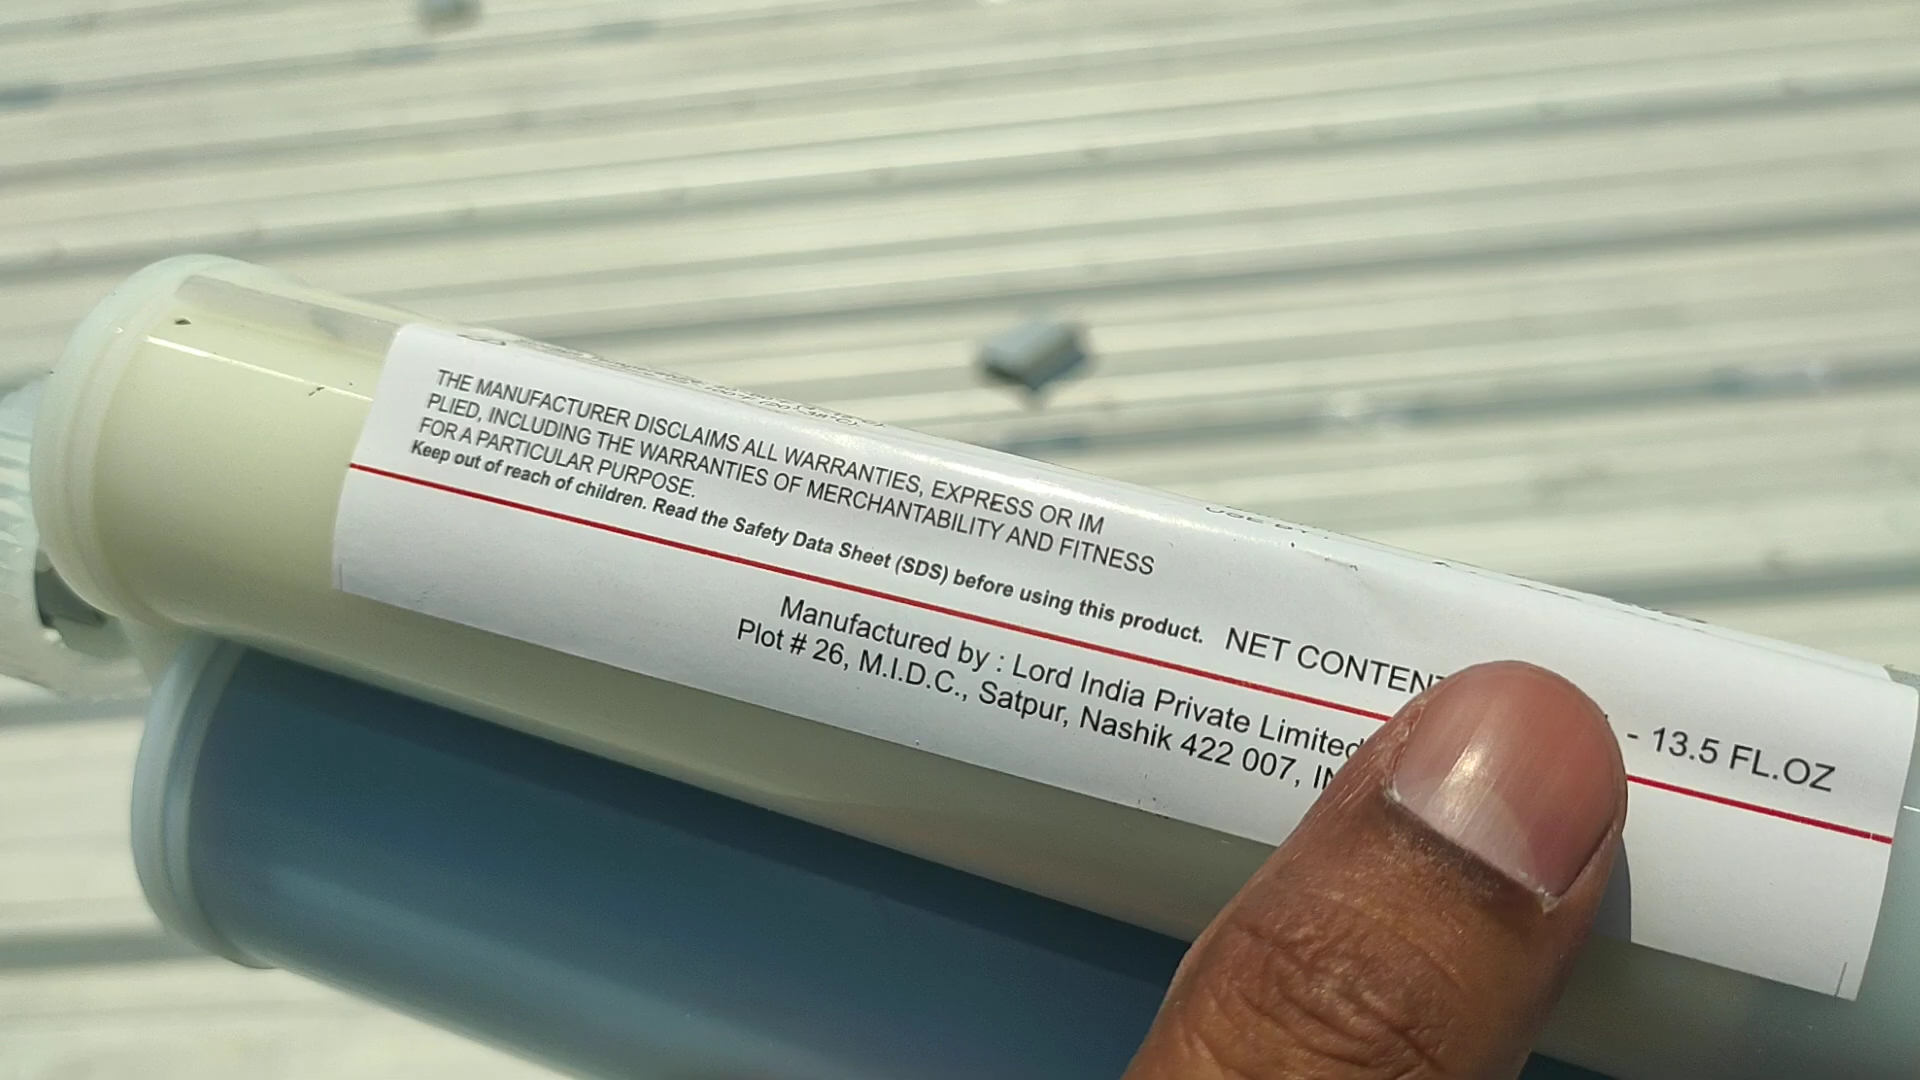 THE MANUFACTURER DISCLAIMS ALL WARRANTIES, EXPRESS OR IM
PLIED, INCLUDING THE WARRANTIES OF MERCHANTABILITY AND FITNESS
FOR A PARTICULAR PURPOSE.
Keep out of reach of children. Read the Safety Data Sheet (SDS) before using this product.
NET CONTENT - 13.5 FL.OZ
Manufactured by : Lord India Private Limited
Plot # 26, M.I.D.C., Satpur, Nashik 422 007,